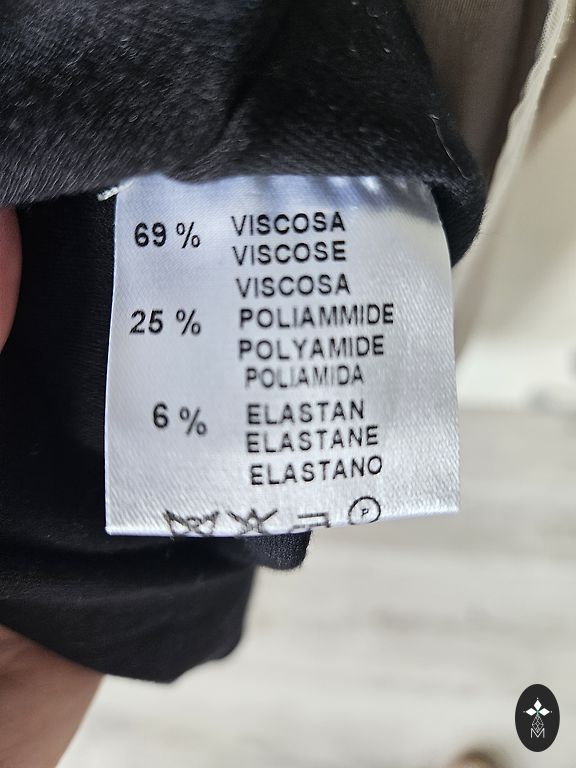 69 % VISCOSA
VISCOSE
VISCOSA
25 % POLIAMMIDE
POLYAMIDE
POLIAMIDA
6 % ELASTAN
ELASTANE
ELASTANO
P
M